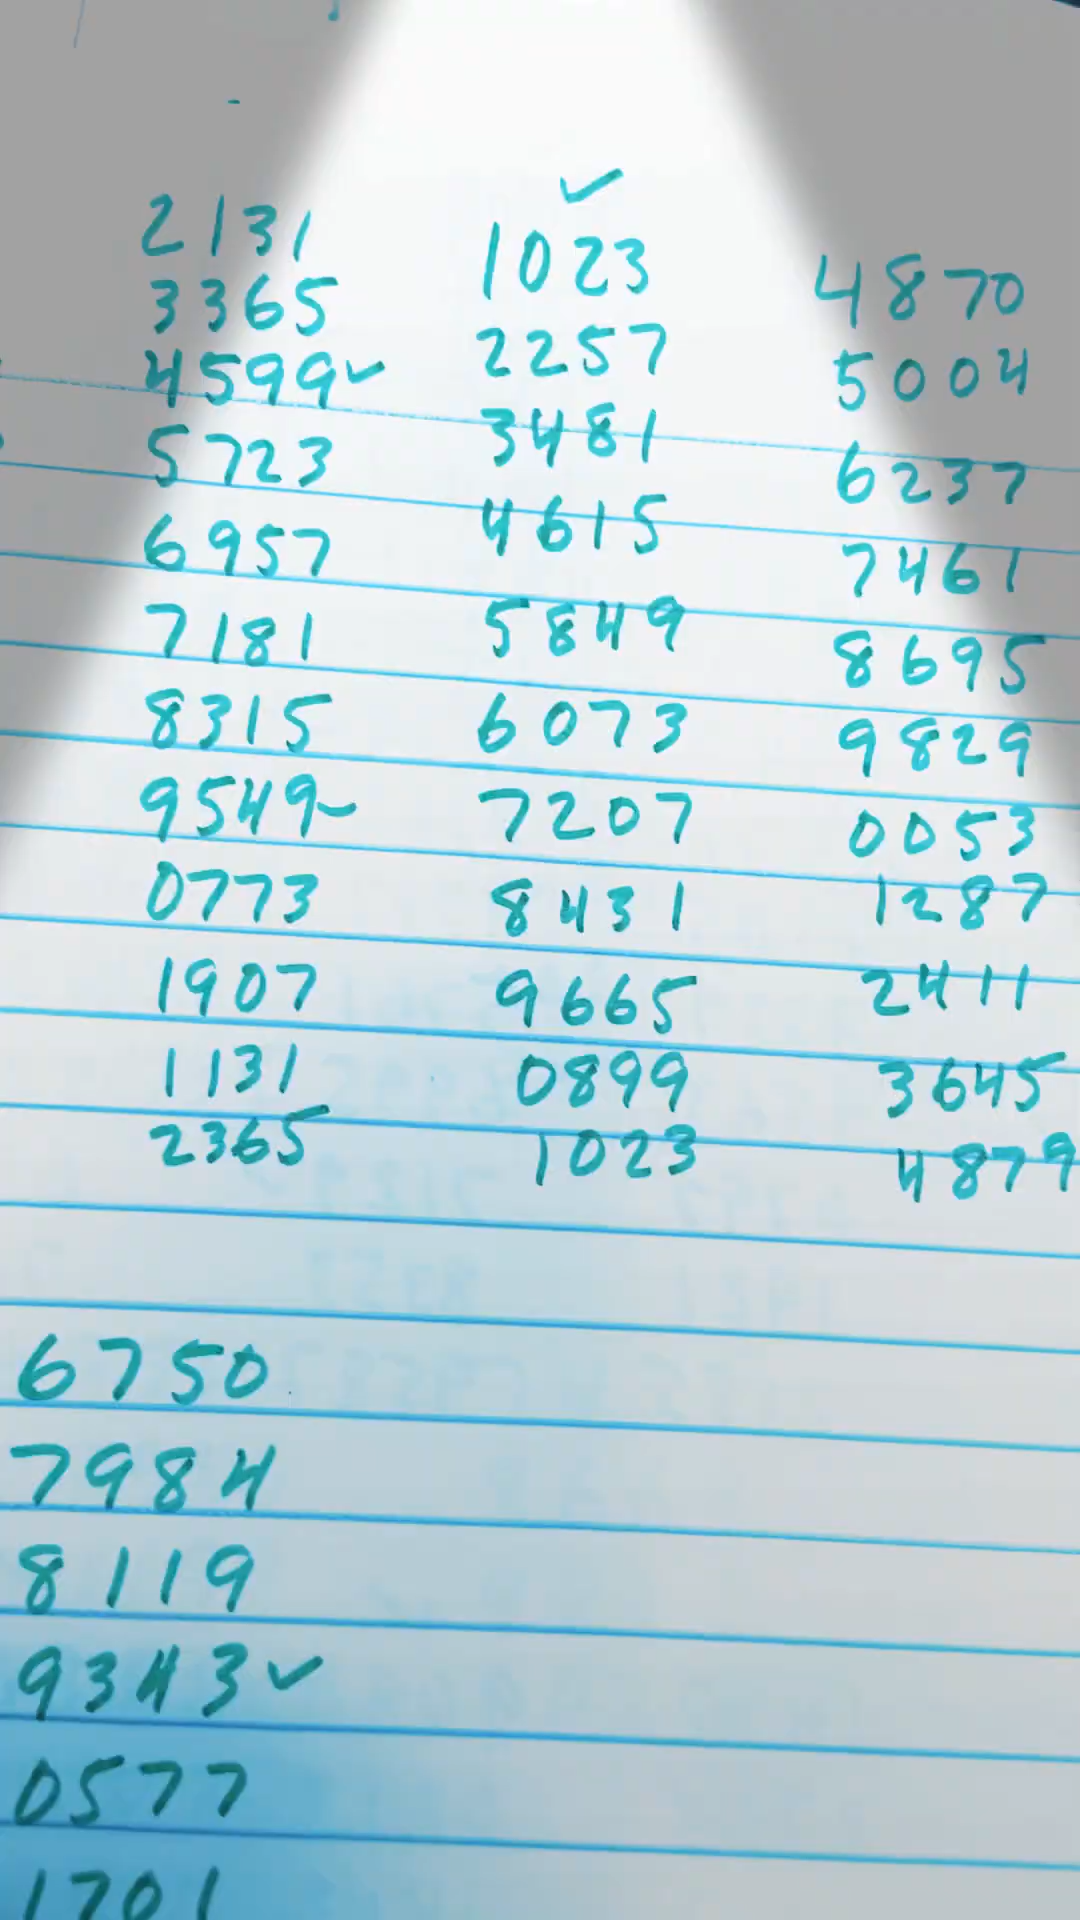 2131 1023 4870
3365 2257 5004
4599✓ 3481 6237
5723 4615 7461
6957 5849 8695
7181 6073 9829
8315 7207 0053
9549 8431 1287
0773 9665 2411
1907 0899 3645
1131 1023 4879
2365
6750
7984
8119
9343✓
0577
1701